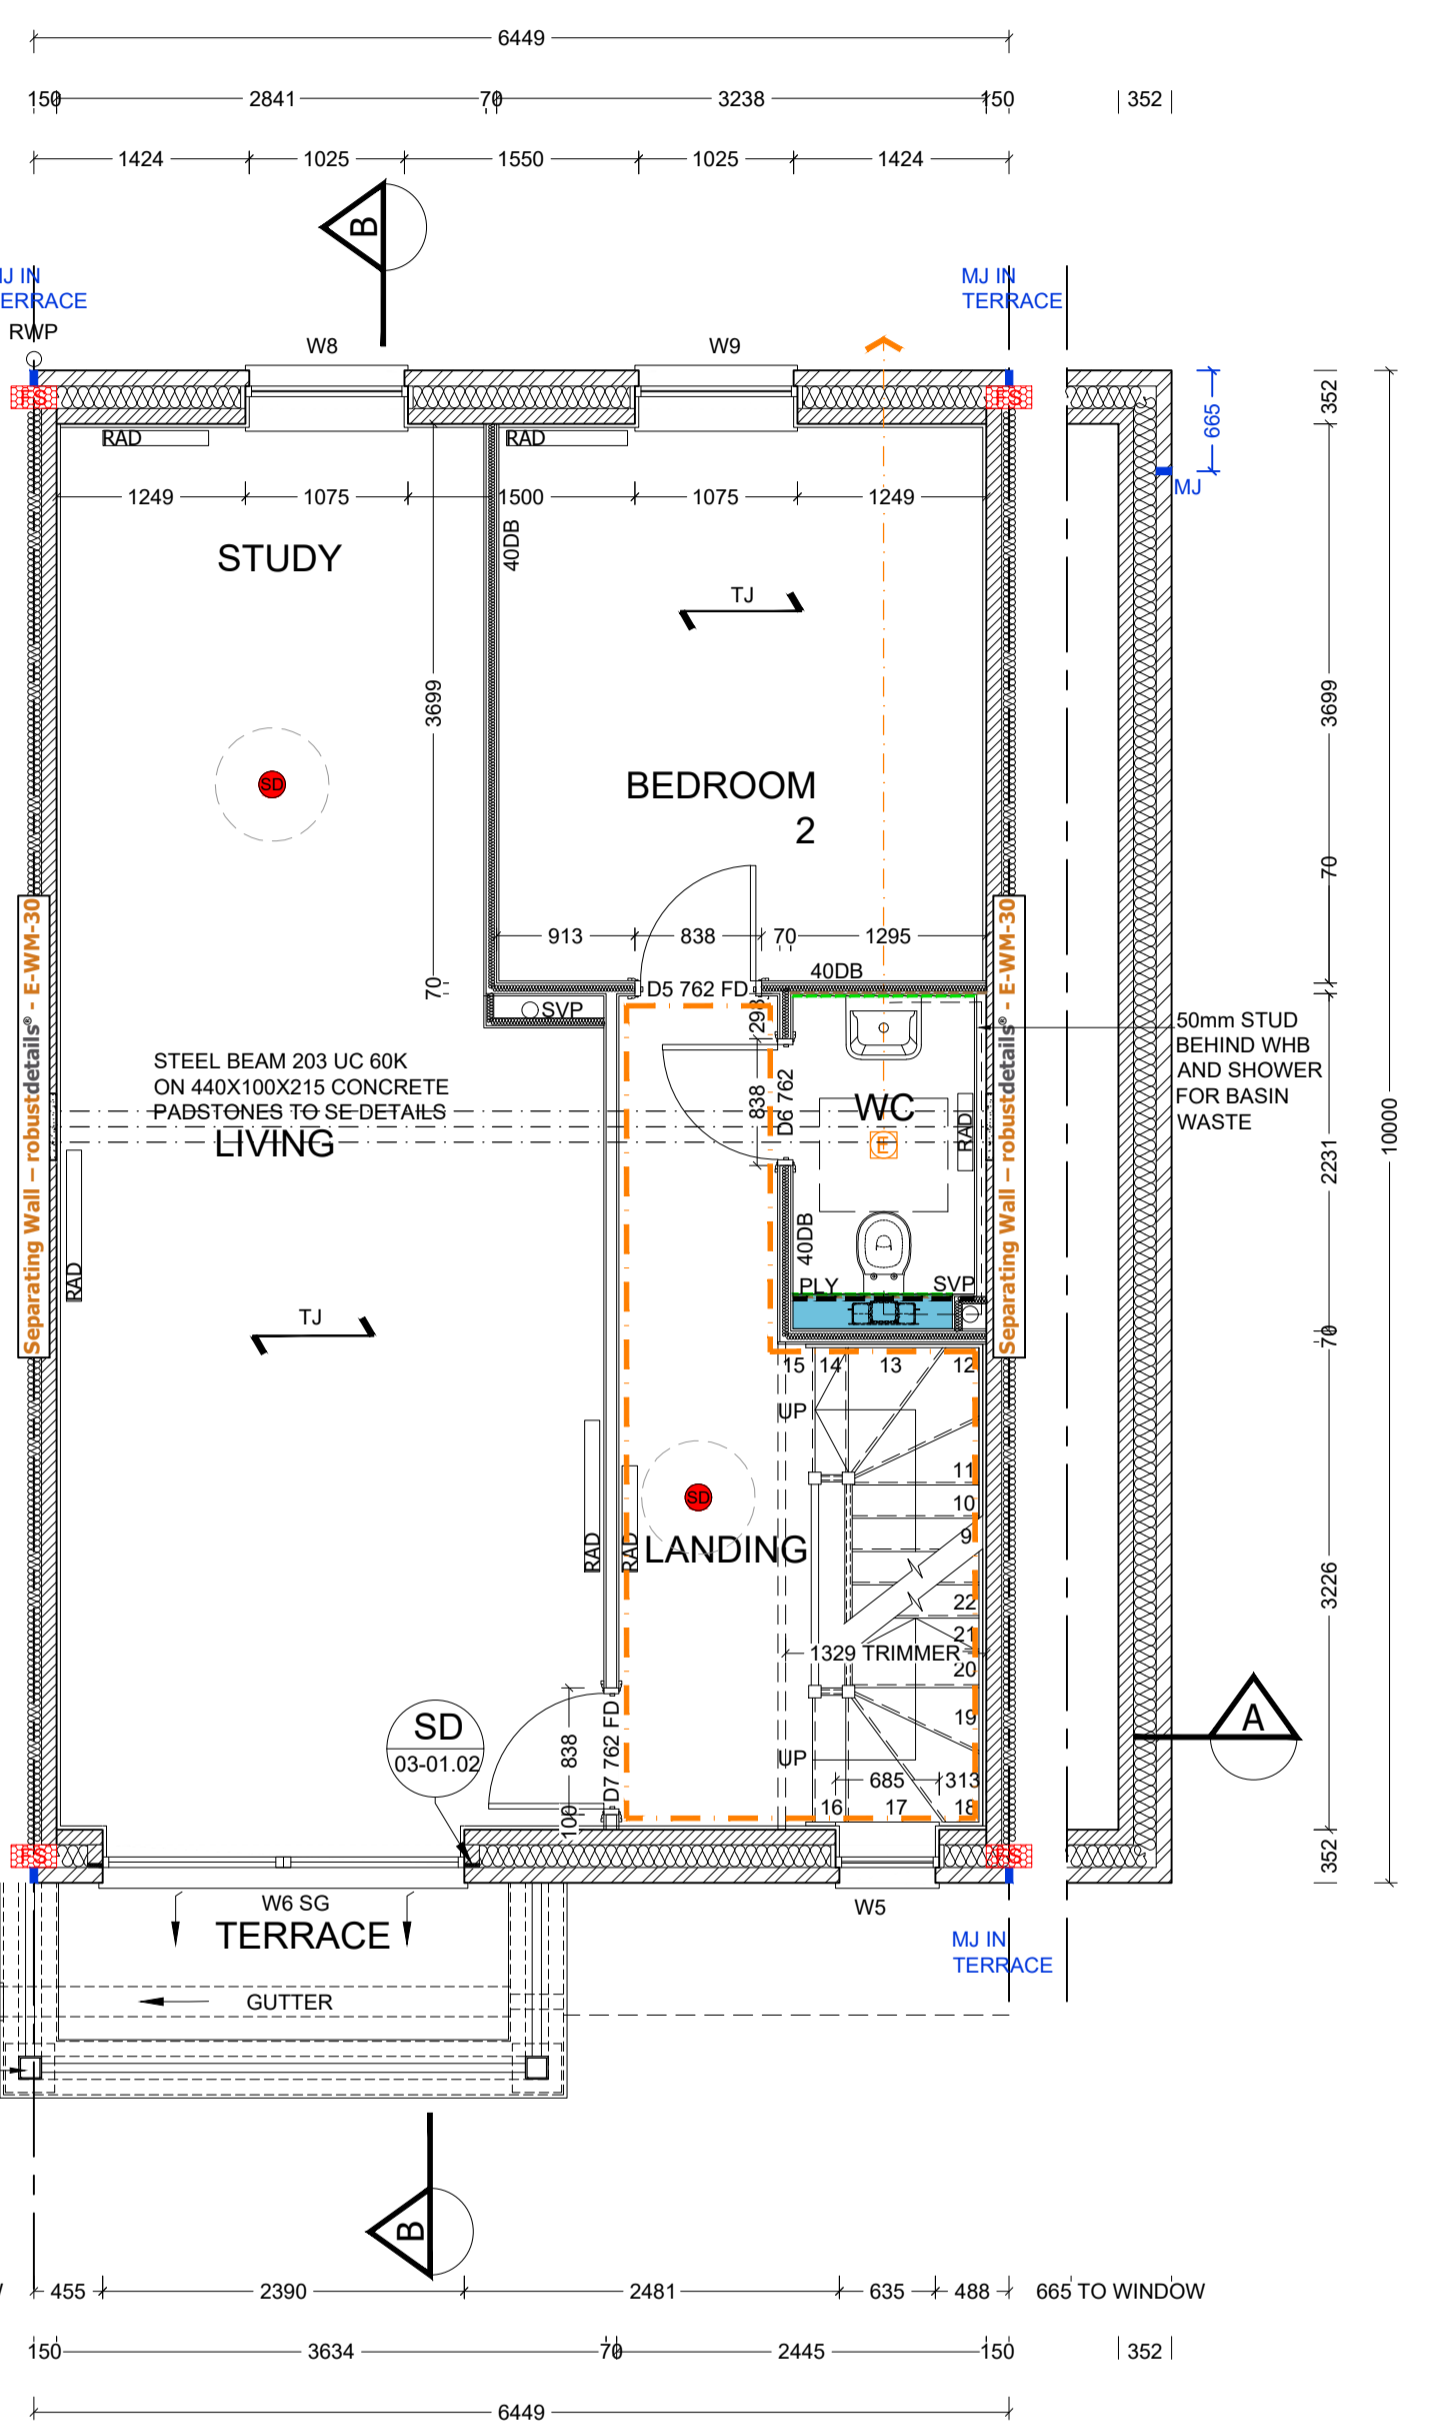 6449
150 2841 70 3238 150 352
1424 1025 1550 1025 1424
B
MJ IN
TERRACE
RWP
W8
W9
MJ IN
TERRACE
FS
FS
352
665
MJ
RAD
RAD
1249 1075 1500 1075 1249
40DB
STUDY
TJ
3699
3699
SD
BEDROOM
2
70
913 838 70 1295
40DB
70
D5 762 FD
SVP
293
Separating Wall – robustdetails® - E-WM-30
Separating Wall – robustdetails® - E-WM-30
50mm STUD
BEHIND WHB
AND SHOWER
FOR BASIN
WASTE
STEEL BEAM 203 UC 60K
ON 440X100X215 CONCRETE
PADSTONES TO SE DETAILS
LIVING
838
D6 762
WC
E
RAD
2231
10000
RAD
40DB
PLY
SVP
TJ
70
15 14 13 12
UP
11
10
9
SD
LANDING
RAD
RAD
22
21
1329 TRIMMER
20
3226
19
SD
03-01.02
838
D7 762 FD
100
UP
685 313
16 17 18
A
FS
FS
352
W6 SG
TERRACE
W5
MJ IN
TERRACE
GUTTER
B
455 2390 2481 635 488 665 TO WINDOW
150 3634 70 2445 150 352
6449